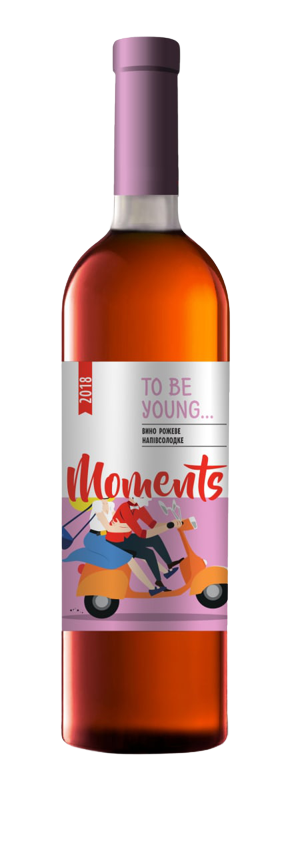 2018
TO BE
YOUNG...
ВИНО РОЖЕВЕ
НАПІВСОЛОДКЕ
Moments